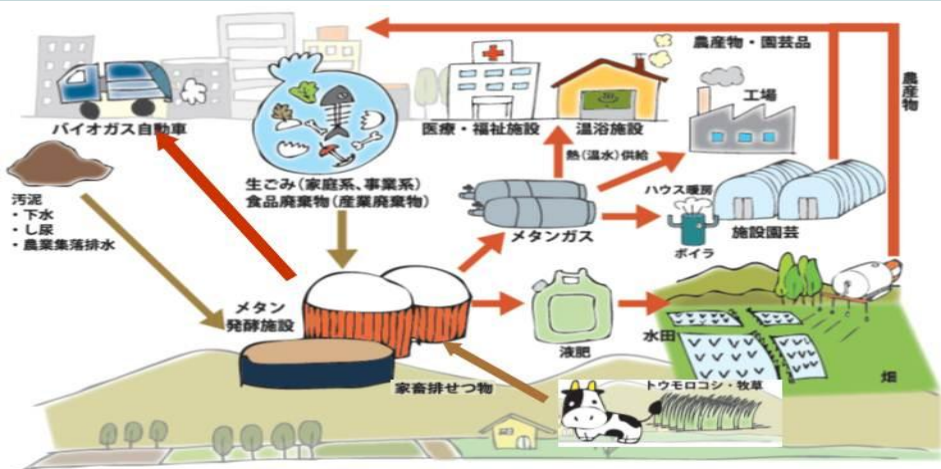 農産物・園芸品
農産物
工場
バイオガス自動車
医療・福祉施設
温浴施設
熱(温水)供給
汚泥
・下水
・し尿
・農業集落排水
生ごみ(家庭系、事業系)
食品廃棄物(産業廃棄物)
メタンガス
ハウス暖房
ボイラ
施設園芸
メタン
発酵施設
液肥
水田
畑
家畜排せつ物
トウモロコシ・牧草